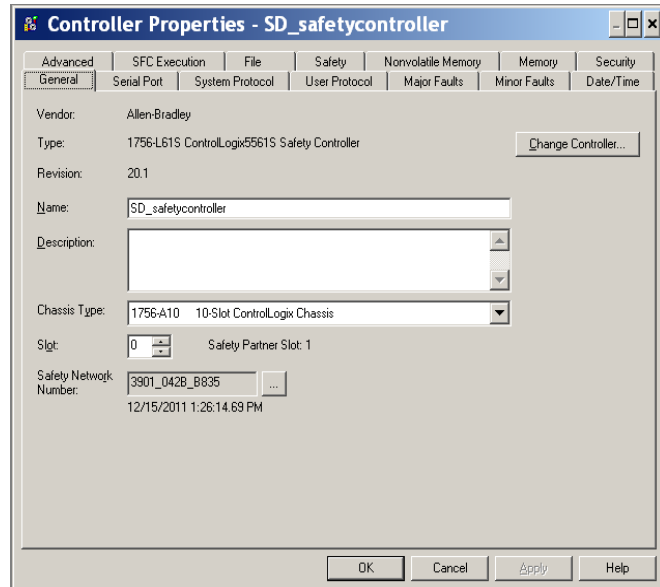 Controller Properties - SD_safetycontroller
Advanced SFC Execution File Safety Nonvolatile Memory Memory Security
General Serial Port System Protocol User Protocol Major Faults Minor Faults Date/Time
Vendor: Allen-Bradley
Type: 1756-L61S ControlLogix5561S Safety Controller Change Controller...
Revision: 20.1
Name: SD_safetycontroller
Description:
Chassis Type: 1756-A10 10-Slot ControlLogix Chassis
Slot: 0 Safety Partner Slot: 1
Safety Network
Number: 3901_042B_B835 ...
12/15/2011 1:26:14.69 PM
OK Cancel Apply Help